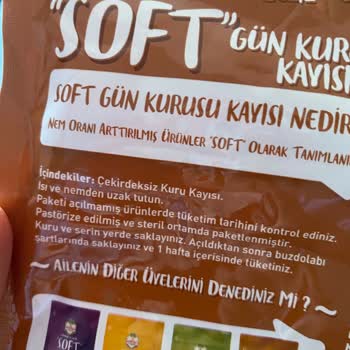 "SOFT" GÜN KUR
KAYISI
SOFT GÜN KURUSU KAYISI NEDİR
NEM ORANI ARTTIRILMIŞ ÜRÜNLER 'SOFT' OLARAK TANIMLANI
İçindekiler: Çekirdeksiz Kuru Kayısı.
Isı ve nemden uzak tutun.
Paketi açılmamış ürünlerde tüketim tarihini kontrol ediniz.
Pastörize edilmiş ve steril ortamda paketlenmiştir.
Kuru ve serin yerde saklayınız. Açıldıktan sonra buzdolabı
şartlarında saklayınız ve 1 hafta içerisinde tüketiniz.
~ AİLENİN DİĞER ÜYELERİNİ DENEDİNİZ Mİ? ~
SOFT